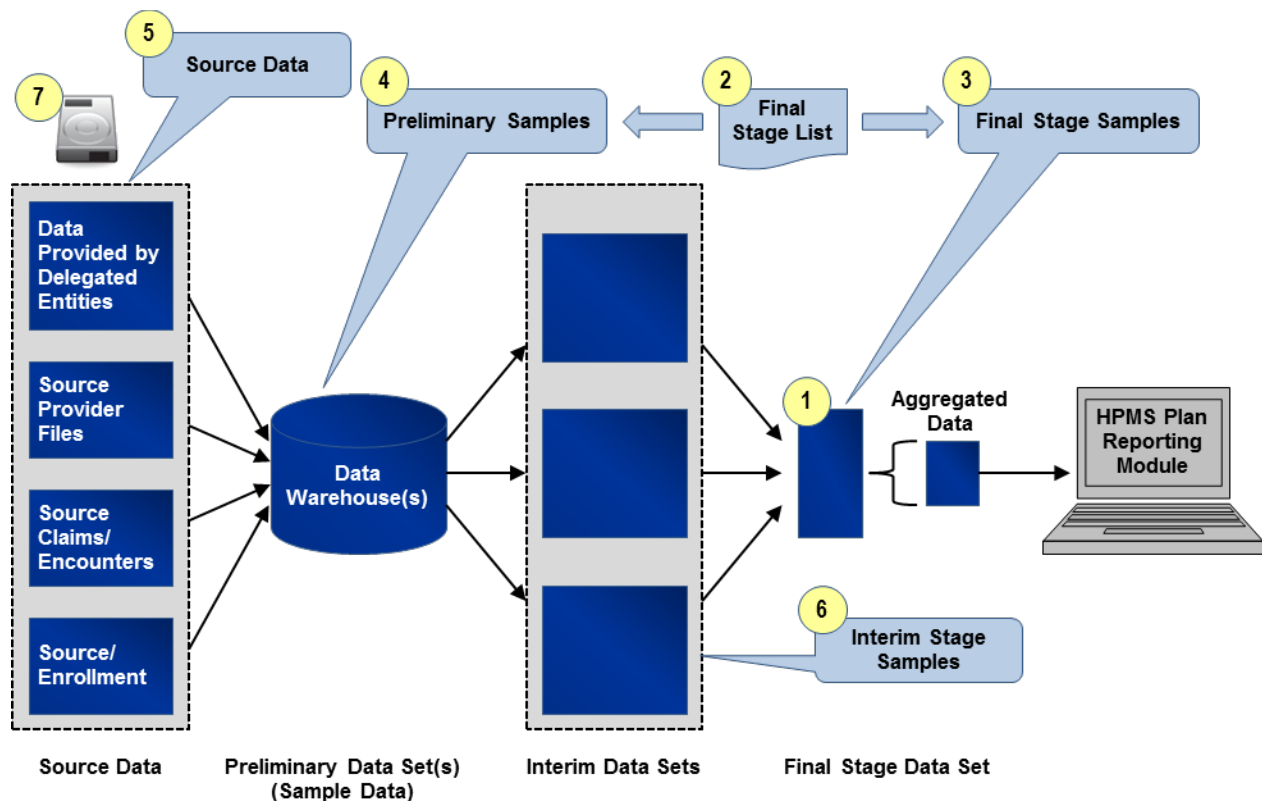 5
Source Data
7
4
Preliminary Samples
2
Final
Stage List
3
Final Stage Samples
Data
Provided by
Delegated
Entities
Source
Provider
Files
Source
Claims/
Encounters
Source/
Enrollment
Data
Warehouse(s)
1
Aggregated
Data
HPMS Plan
Reporting
Module
6
Interim Stage
Samples
Source Data
Preliminary Data Set(s)
(Sample Data)
Interim Data Sets
Final Stage Data Set